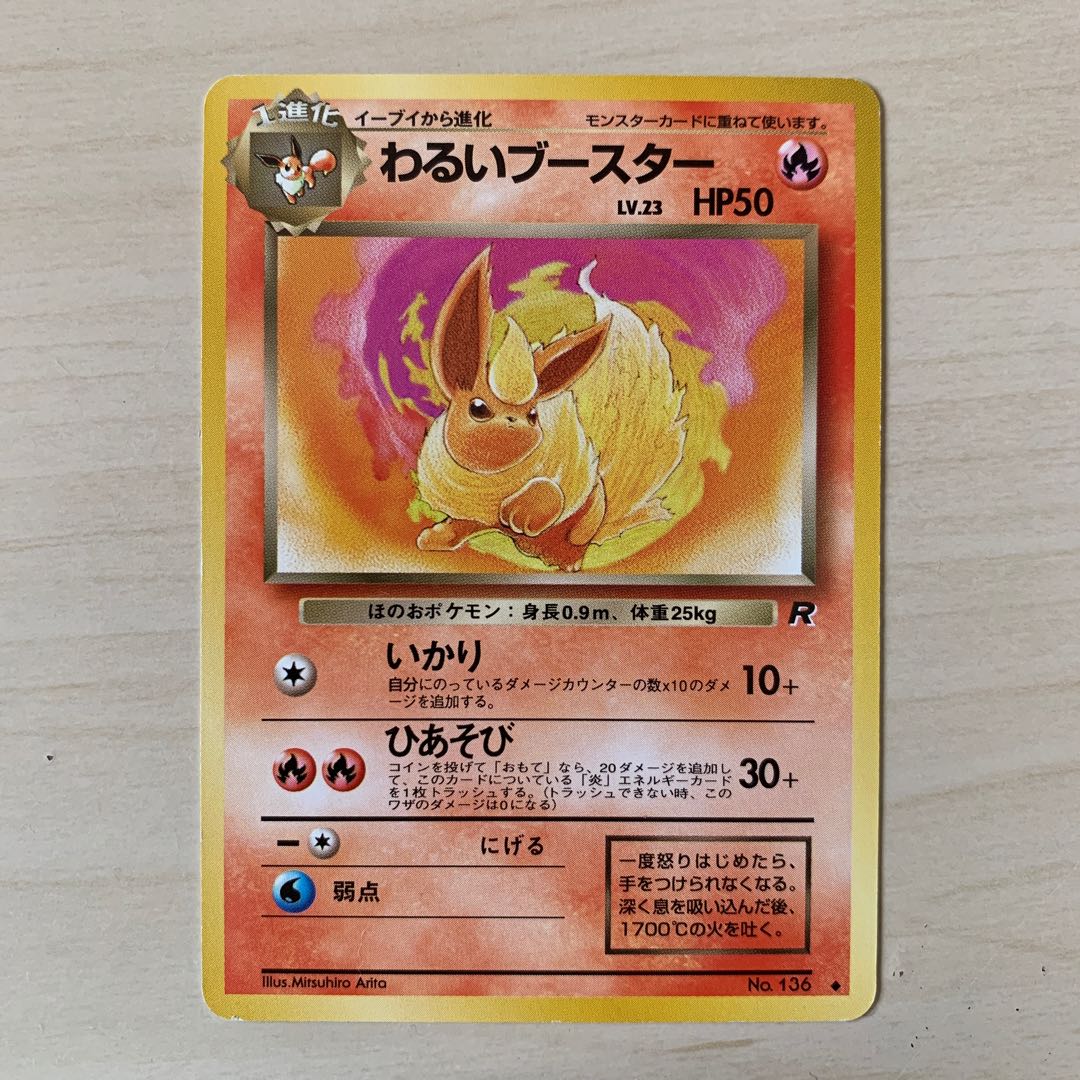 1進化
イーブイから進化
モンスターカードに重ねて使います。
わるいブースター
LV.23 HP50
ほのおポケモン：身長0.9m、体重25kg
R
いかり
自分にのっているダメージカウンターの数x10のダメ
ージを追加する。
10+
ひあそび
コインを投げて「おもて」なら、20ダメージを追加し
て、このカードについている「炎」エネルギーカード
を1枚トラッシュする。(トラッシュできない時、この
ワザのダメージは0になる)
30+
にげる
弱点
一度怒りはじめたら、
手をつけられなくなる。
深く息を吸い込んだ後、
1700℃の火を吐く。
Illus.Mitsuhiro Arita
No. 136